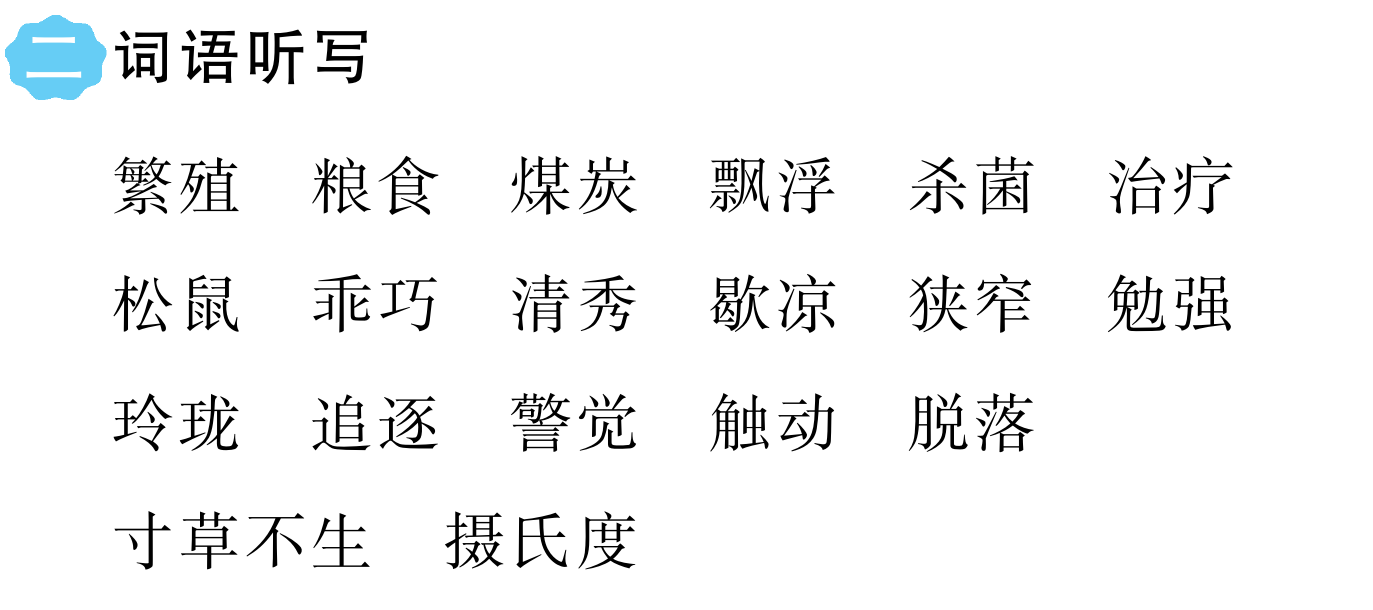 二 词语听写
繁殖 粮食 煤炭 飘浮 杀菌 治疗
松鼠 乖巧 清秀 歇凉 狭窄 勉强
玲珑 追逐 警觉 触动 脱落
寸草不生 摄氏度